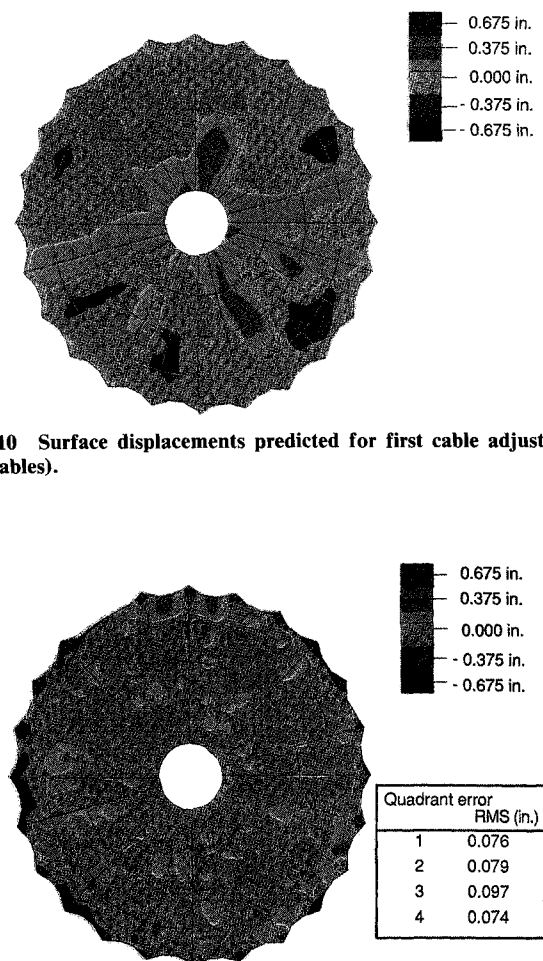 0.675 in.
0.375 in.
0.000 in.
- 0.375 in.
- 0.675 in.
10 Surface displacements predicted for first cable adjust
ables).
0.675 in.
0.375 in.
0.000 in.
- 0.375 in.
- 0.675 in.
Quadrant error
RMS (in.)
1 0.076
2 0.079
3 0.097
4 0.074